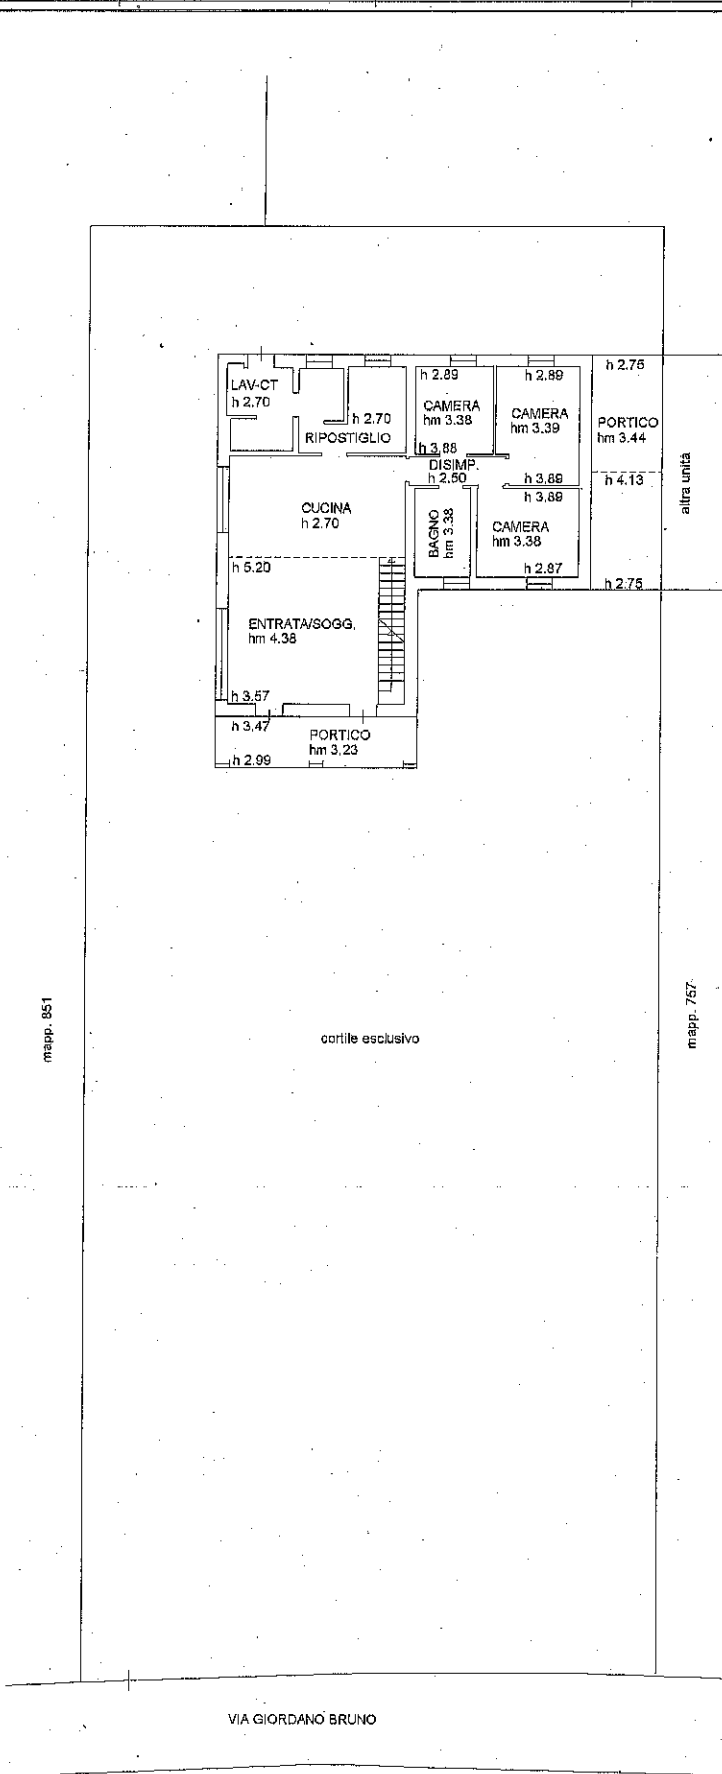 LAV-CT
h 2.70
h 2.70
RIPOSTIGLIO
h 2.89
CAMERA
hm 3.38
h 3.88
h 2.89
CAMERA
hm 3.39
h 3.89
h 2.75
PORTICO
hm 3.44
h 4.13
h 2.75
altra unità
DISIMP.
h 2.50
CUCINA
h 2.70
BAGNO
hm 3.38
h 3.89
CAMERA
hm 3.38
h 2.87
h 5.20
ENTRATA/SOGG.
hm 4.38
h 3.57
h 3.47
PORTICO
hm 3.23
h 2.99
mapp. 851
cortile esclusivo
mapp. 757
VIA GIORDANO BRUNO